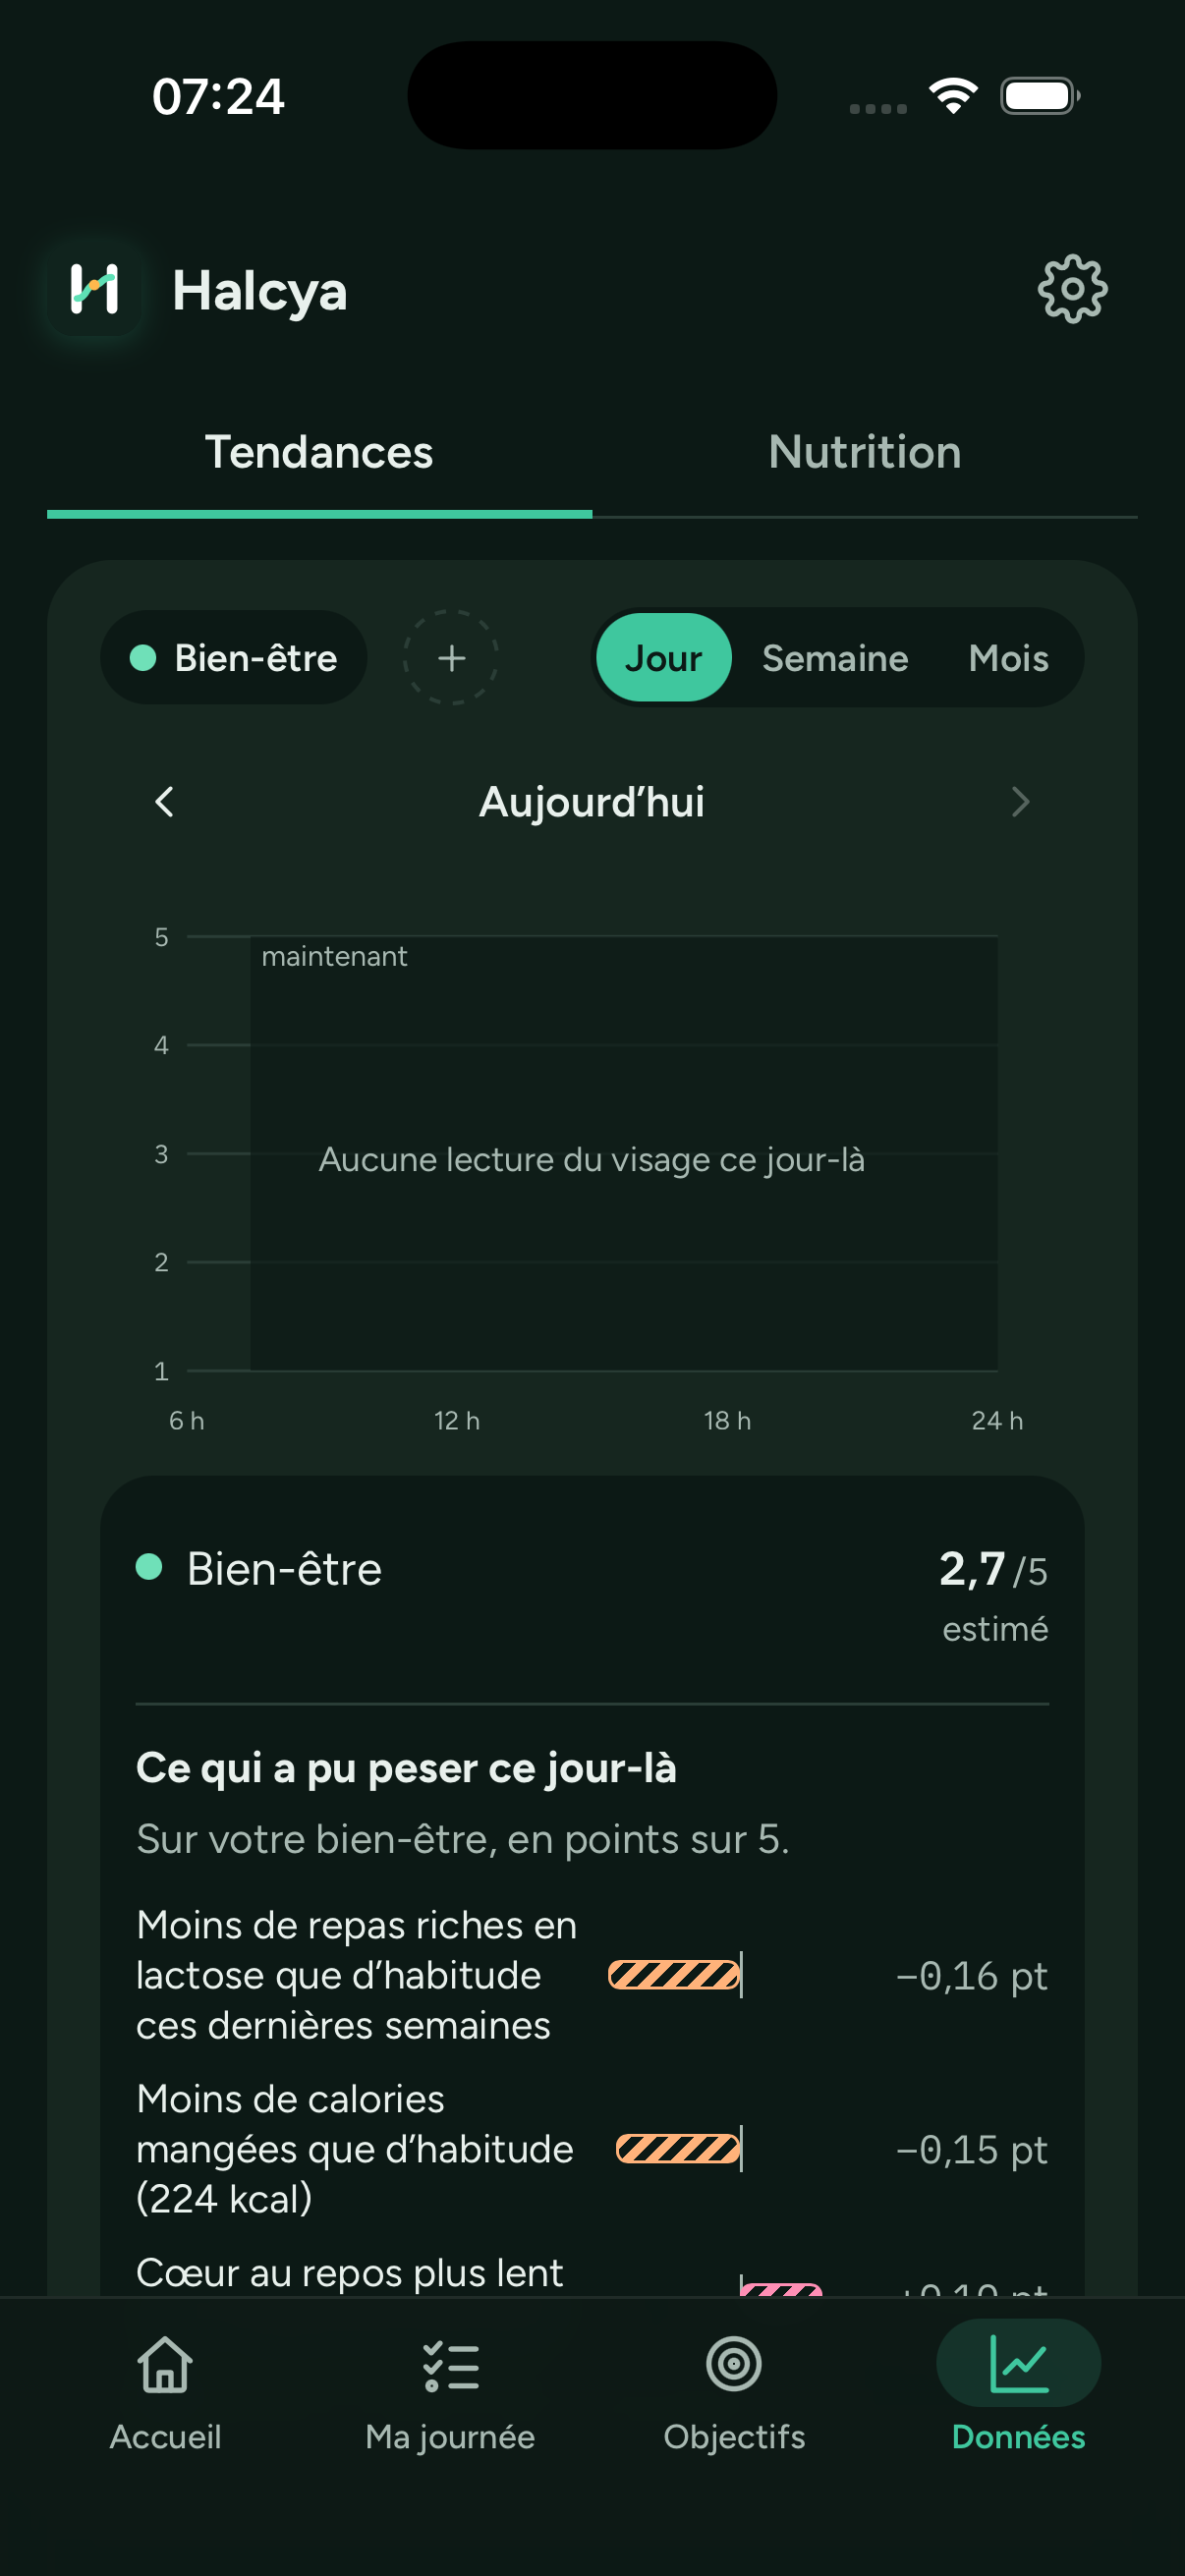 07:24
Halcya
Tendances
Nutrition
Bien-être
Jour
Semaine
Mois
Aujourd’hui
5
maintenant
4
3
Aucune lecture du visage ce jour-là
2
1
6 h
12 h
18 h
24 h
Bien-être
2,7 /5
estimé
Ce qui a pu peser ce jour-là
Sur votre bien-être, en points sur 5.
Moins de repas riches en
lactose que d’habitude
ces dernières semaines
−0,16 pt
Moins de calories
mangées que d’habitude
(224 kcal)
−0,15 pt
Cœur au repos plus lent
Accueil
Ma journée
Objectifs
Données